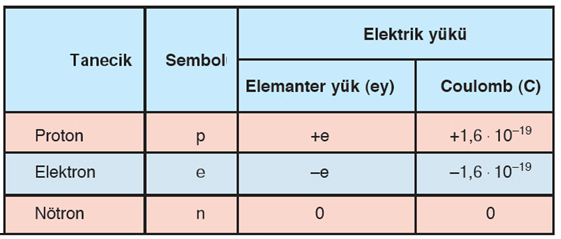 Tanecik Sembol Elektrik yükü
Elemanter yük (ey) Coulomb (C)
Proton p +e +1,6 · 10⁻¹⁹
Elektron e –e –1,6 · 10⁻¹⁹
Nötron n 0 0